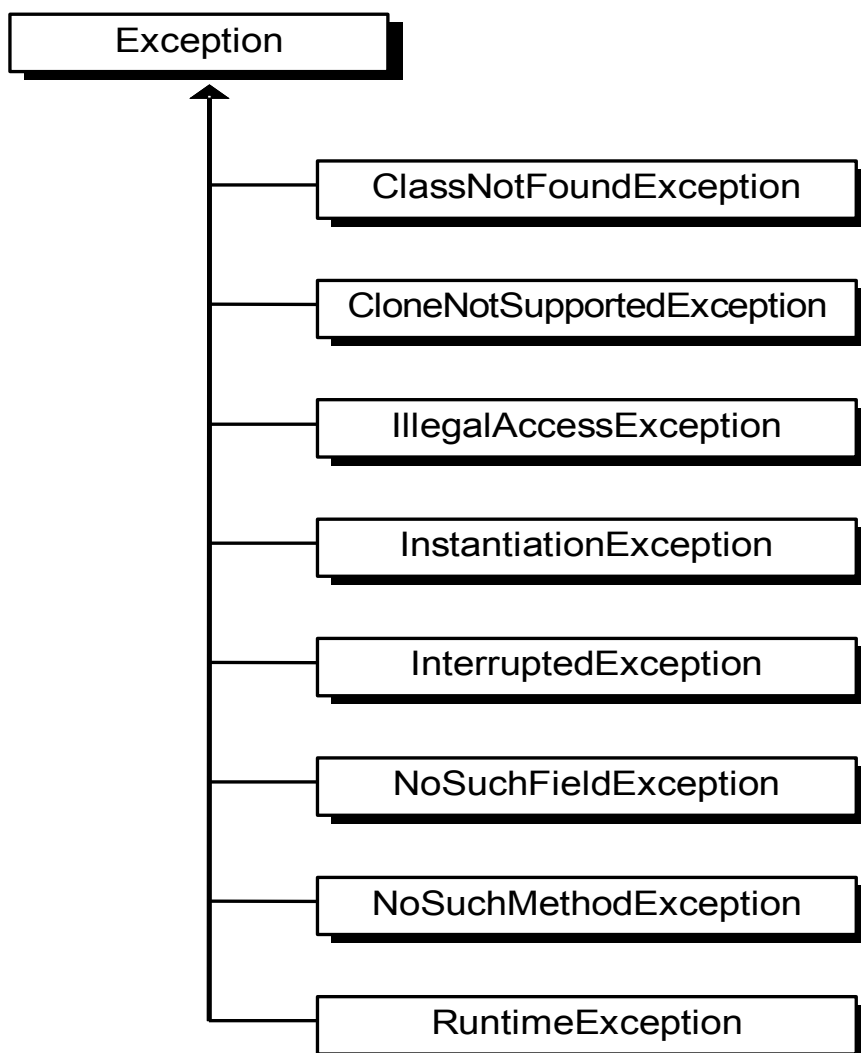 Exception
ClassNotFoundException
CloneNotSupportedException
IllegalAccessException
InstantiationException
InterruptedException
NoSuchFieldException
NoSuchMethodException
RuntimeException